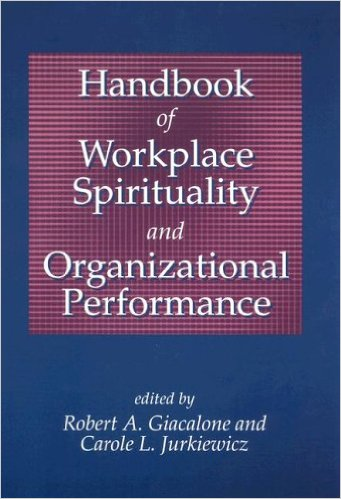 Handbook
of
Workplace
Spirituality
and
Organizational
Performance
edited by
Robert A. Giacalone and
Carole L. Jurkiewicz